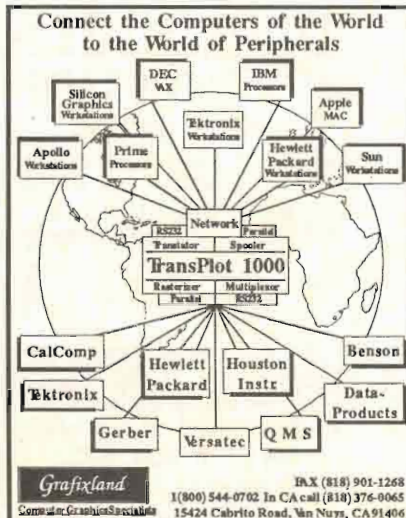 Connect the Computers of the World
to the World of Peripherals
DEC
VAX
IBM
Processors
Silicon
Graphics
Workstations
Tektronix
Workstations
Apple
MAC
Apollo
Workstations
Prime
Processors
Hewlett
Packard
Workstations
Sun
Workstations
Network
RS232 Parallel
Translator Spooler
TransPlot 1000
Rasterizer Multiplexor
Parallel RS232
CalComp
Hewlett
Packard
Houston
Instr
Benson
Tektronix
Data-
Products
Gerber
Versatec
QMS
Grafixland
Computer Graphics Specialists
FAX (818) 901-1268
1(800) 544-0702 In CA call (818) 376-0065
15424 Cabrito Road, Van Nuys, CA 91406